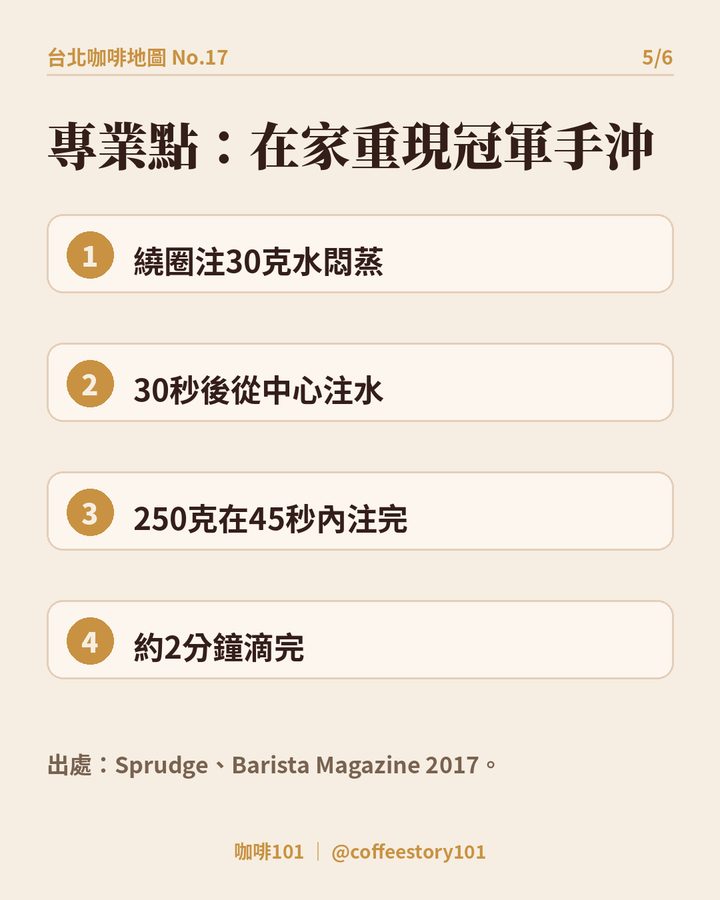 台北咖啡地圖 No.17
5/6
專業點：在家重現冠軍手沖
1 繞圈注30克水悶蒸
2 30秒後從中心注水
3 250克在45秒內注完
4 約2分鐘滴完
出處：Sprudge、Barista Magazine 2017。
咖啡101｜@coffeestory101